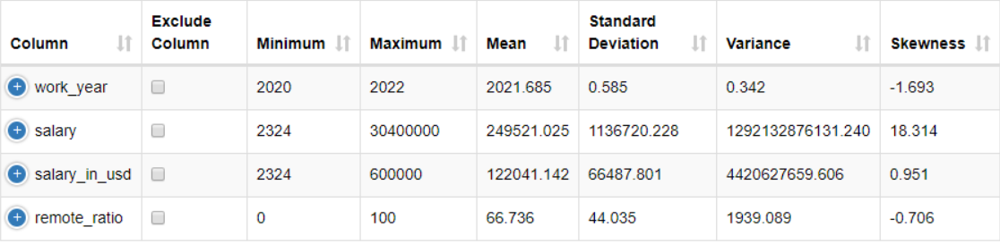 Column Exclude Column Minimum Maximum Mean Standard Deviation Variance Skewness
work_year 2020 2022 2021.685 0.585 0.342 -1.693
salary 2324 30400000 249521.025 1136720.228 1292132876131.240 18.314
salary_in_usd 2324 600000 122041.142 66487.801 4420627659.606 0.951
remote_ratio 0 100 66.736 44.035 1939.089 -0.706